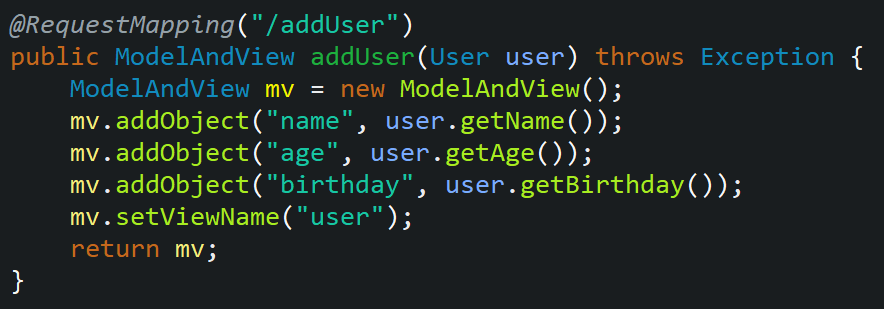 @RequestMapping("/addUser")
public ModelAndView addUser(User user) throws Exception {
    ModelAndView mv = new ModelAndView();
    mv.addObject("name", user.getName());
    mv.addObject("age", user.getAge());
    mv.addObject("birthday", user.getBirthday());
    mv.setViewName("user");
    return mv;
}